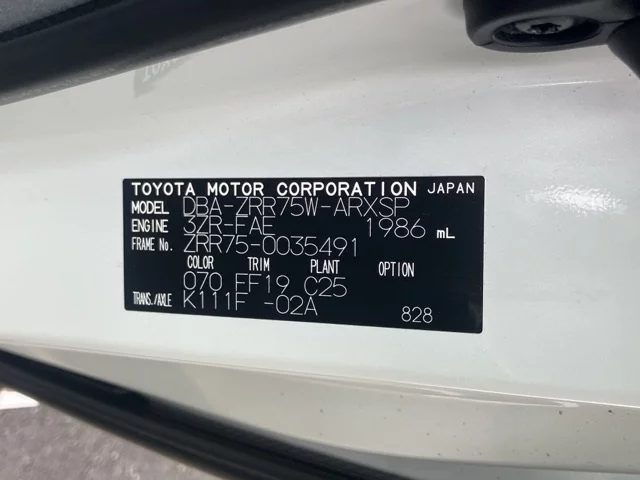 TOYOTA MOTOR CORPORATION JAPAN
MODEL DBA-ZRR75W-ARXSP
ENGINE 3ZR-FAE 1986 mL
FRAME No. ZRR75-0035491
COLOR TRIM PLANT OPTION
070 FF19 C25
TRANS./AXLE K111F -02A
828